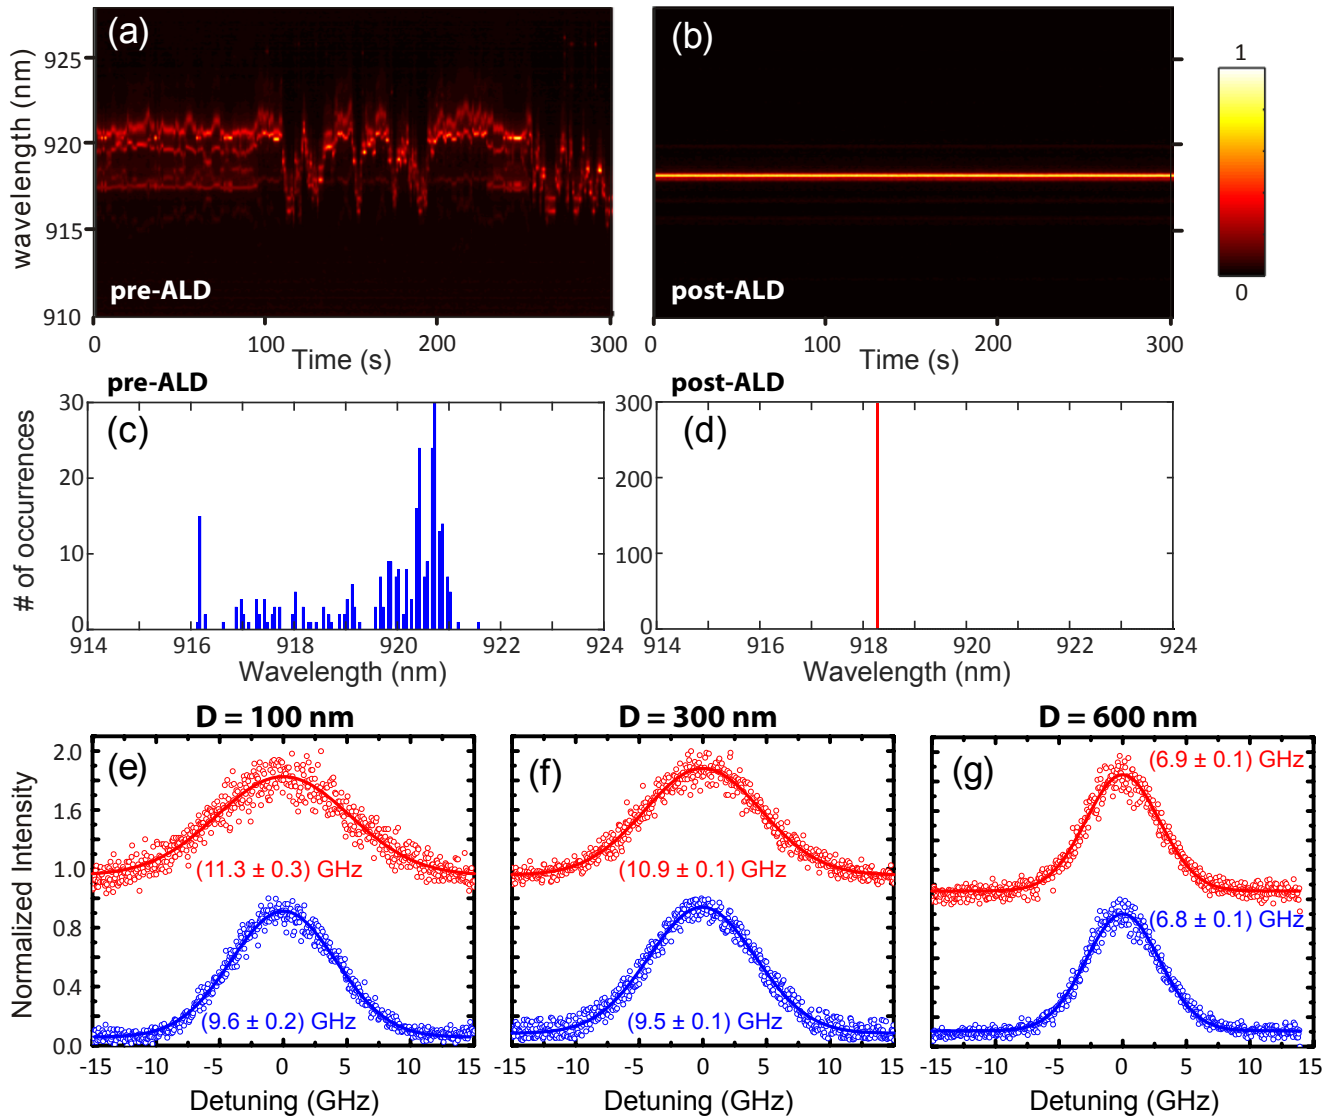 (a)
(b)
wavelength (nm)
925
920
915
910
pre-ALD
post-ALD
1
0
0
100
200
300
Time (s)
0
100
200
300
Time (s)
pre-ALD
post-ALD
# of occurrences
30
20
10
0
(c)
914
916
918
920
922
924
Wavelength (nm)
300
200
100
0
(d)
914
916
918
920
922
924
Wavelength (nm)
D = 100 nm
D = 300 nm
D = 600 nm
Normalized Intensity
2.0
1.6
1.0
0.8
0.4
0.0
(e)
(11.3 ± 0.3) GHz
(9.6 ± 0.2) GHz
-15
-10
-5
0
5
10
15
Detuning (GHz)
(f)
(10.9 ± 0.1) GHz
(9.5 ± 0.1) GHz
-15
-10
-5
0
5
10
15
Detuning (GHz)
(g)
(6.9 ± 0.1) GHz
(6.8 ± 0.1) GHz
-15
-10
-5
0
5
10
15
Detuning (GHz)